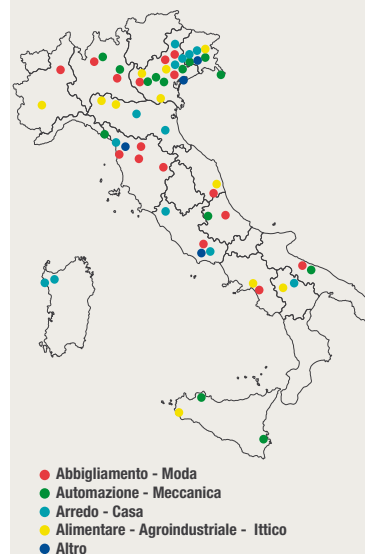 Abbigliamento - Moda
Automazione - Meccanica
Arredo - Casa
Alimentare - Agroindustriale - Ittico
Altro